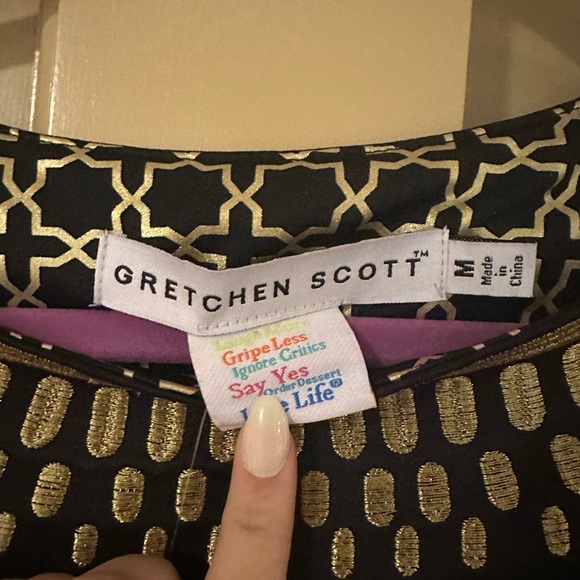 GRETCHEN SCOTT™
M
Made
in
China
Laugh More
Gripe Less
Ignore Critics
Say Yes
Order Dessert
Life®